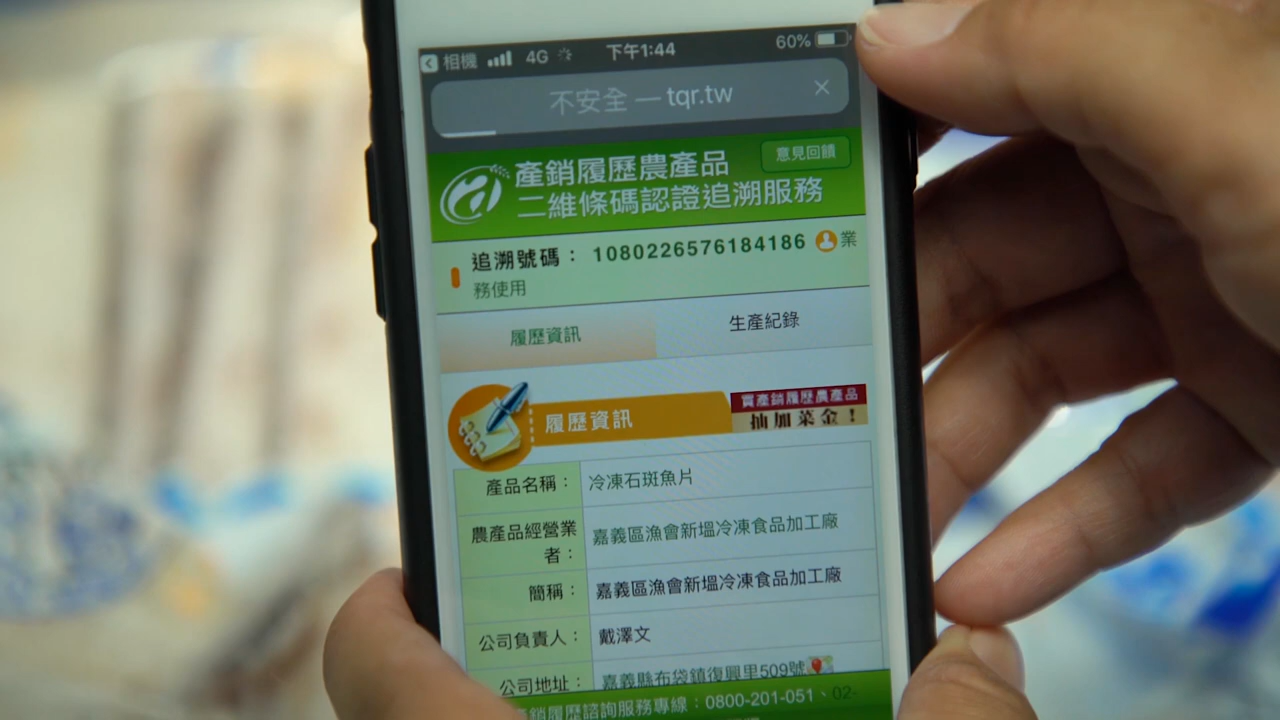 相機 4G 下午1:44 60%
不安全 — tqr.tw
產銷履歷農產品
二維條碼認證追溯服務
意見回饋
追溯號碼： 1080226576184186 業
務使用
履歷資訊 生產紀錄
履歷資訊
買產銷履歷農產品
抽加菜金！
產品名稱： 冷凍石斑魚片
農產品經營業
者： 嘉義區漁會新塭冷凍食品加工廠
簡稱： 嘉義區漁會新塭冷凍食品加工廠
公司負責人： 戴澤文
公司地址： 嘉義縣布袋鎮復興里509號
產銷履歷諮詢服務專線：0800-201-051、02-